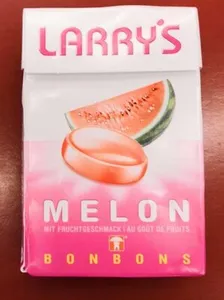 LARRY'S
MELON
MIT FRUCHTGESCHMACK | AU GOÛT DE FRUITS
BONBONS